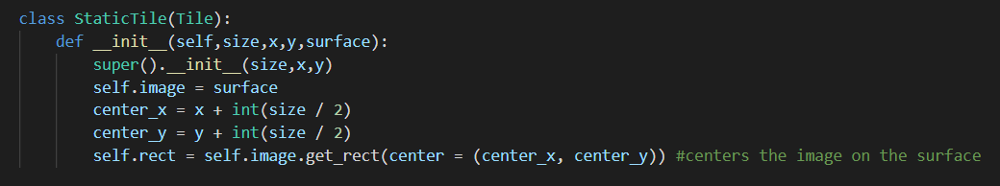 class StaticTile(Tile):
    def __init__(self,size,x,y,surface):
        super().__init__(size,x,y)
        self.image = surface
        center_x = x + int(size / 2)
        center_y = y + int(size / 2)
        self.rect = self.image.get_rect(center = (center_x, center_y)) #centers the image on the surface